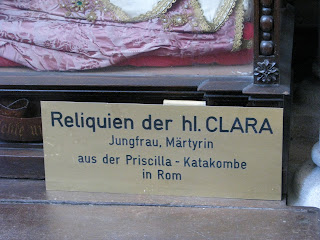 Reliquien der hl. CLARA
Jungfrau, Märtyrin
aus der Priscilla - Katakombe
in Rom